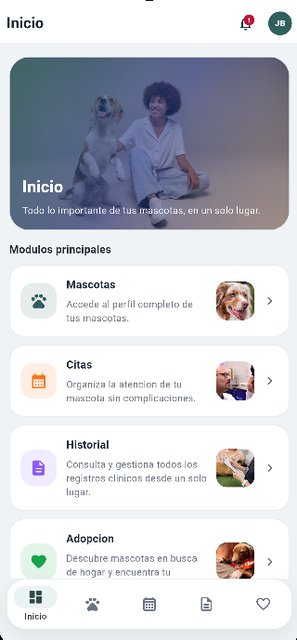 Inicio
1
JB
Inicio
Todo lo importante de tus mascotas, en un solo lugar.
Modulos principales
Mascotas
Accede al perfil completo de
tus mascotas.
Citas
Organiza la atencion de tu
mascota sin complicaciones.
Historial
Consulta y gestiona todos los
registros clinicos desde un solo
lugar.
Adopcion
Descubre mascotas en busca
de hogar y encuentra tu
Inicio